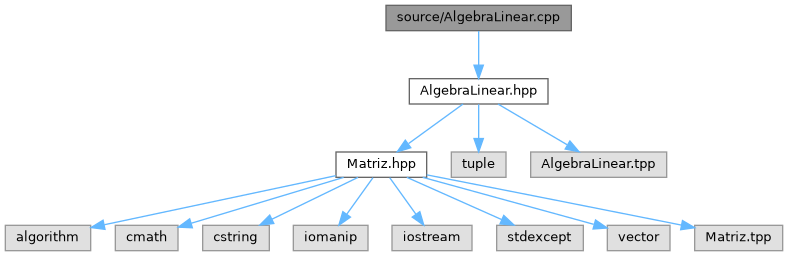 source/AlgebraLinear.cpp
AlgebraLinear.hpp
Matriz.hpp
tuple
AlgebraLinear.tpp
algorithm
cmath
cstring
iomanip
iostream
stdexcept
vector
Matriz.tpp